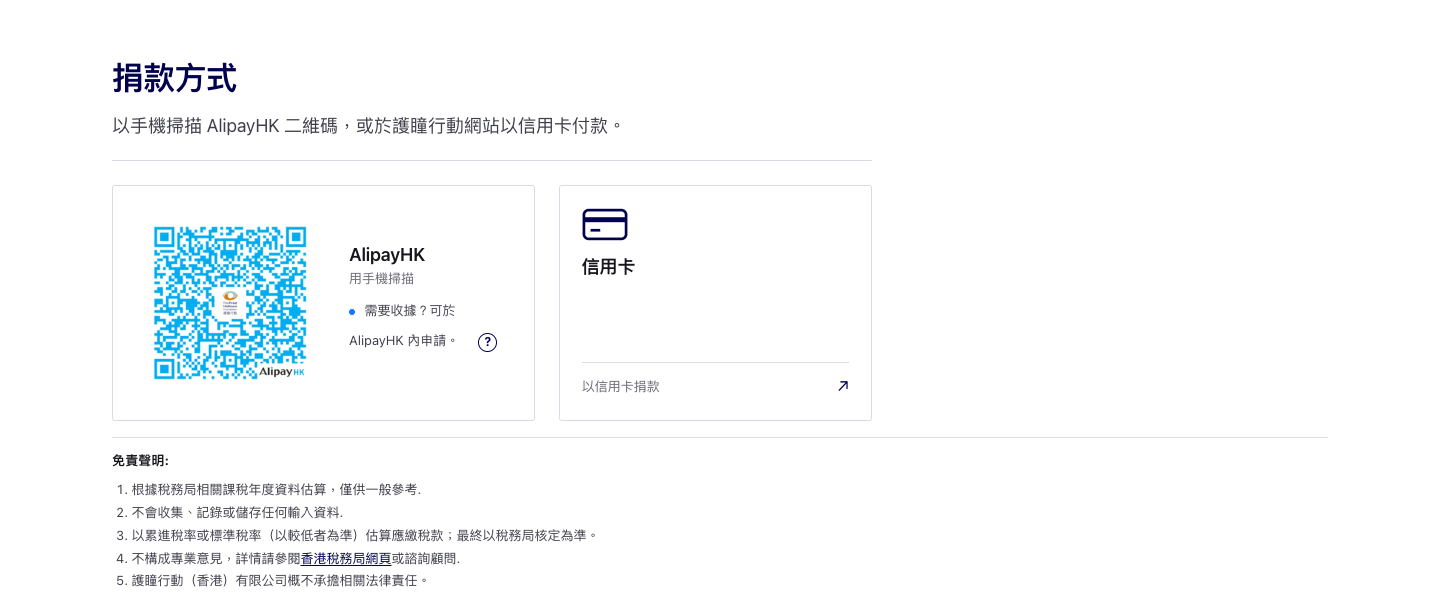 捐款方式
以手機掃描 AlipayHK 二維碼，或於護瞳行動網站以信用卡付款。
AlipayHK
用手機掃描
需要收據？可於
AlipayHK 內申請。
?
Alipay HK
信用卡
以信用卡捐款
免責聲明:
1. 根據稅務局相關課稅年度資料估算，僅供一般參考.
2. 不會收集、記錄或儲存任何輸入資料.
3. 以累進稅率或標準稅率（以較低者為準）估算應繳稅款；最終以稅務局核定為準。
4. 不構成專業意見，詳情請參閱香港稅務局網頁或諮詢顧問.
5. 護瞳行動（香港）有限公司概不承擔相關法律責任。